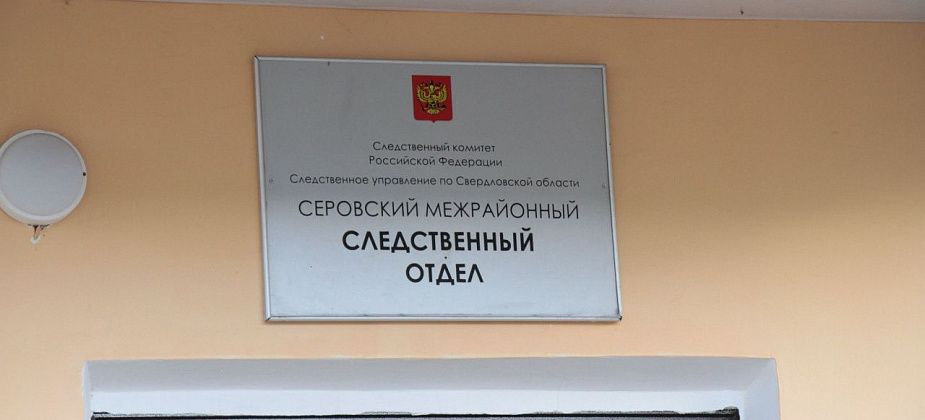 Следственный комитет
Российской Федерации
Следственное управление по Свердловской области
СЕРОВСКИЙ МЕЖРАЙОННЫЙ
СЛЕДСТВЕННЫЙ
ОТДЕЛ